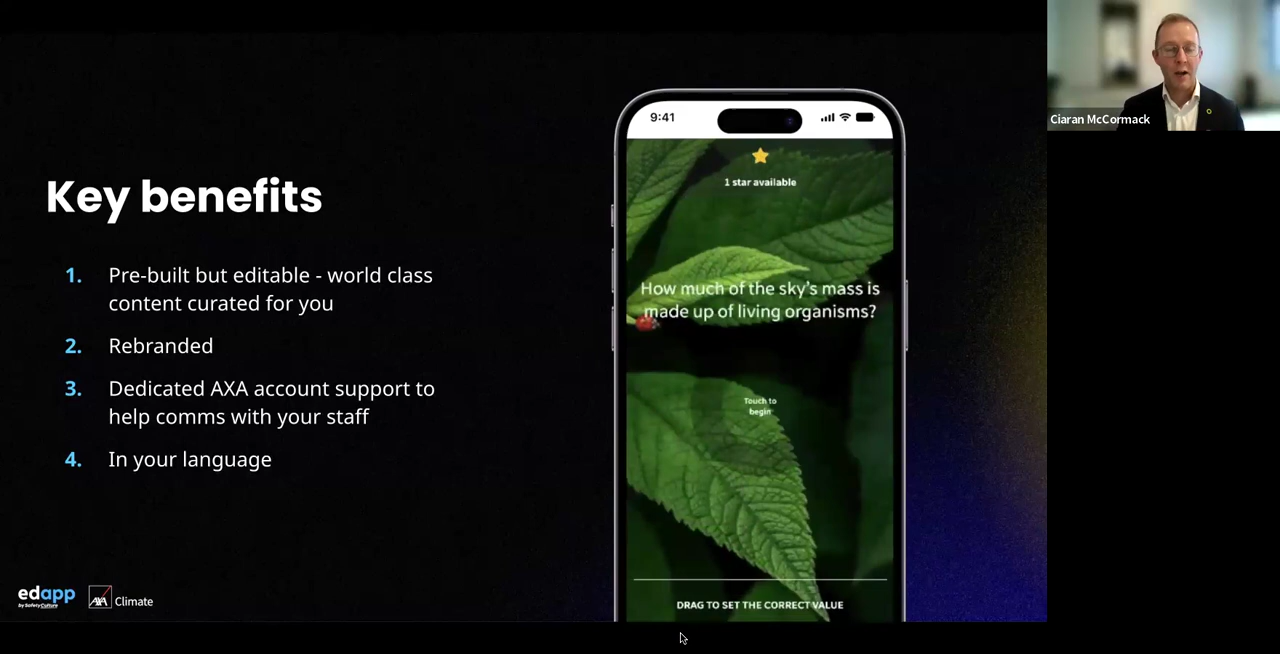 Key benefits
1. Pre-built but editable - world class
content curated for you
2. Rebranded
3. Dedicated AXA account support to
help comms with your staff
4. In your language
edapp
by SafetyCulture
AXA Climate
9:41
1 star available
How much of the sky's mass is
made up of living organisms?
Touch to
begin
DRAG TO SET THE CORRECT VALUE
Ciaran McCormack